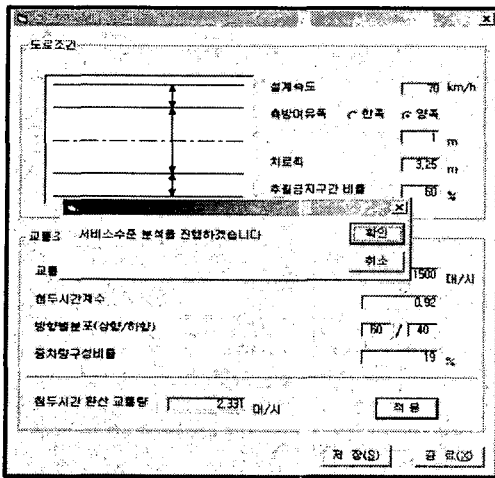 도로조건
설계속도 70 km/h
측방여유폭 한쪽 양쪽
1 m
차로폭 3.25 m
추월금지구간 비율 60 %
서비스수준 분석을 진행하겠습니다
확인
취소
교통 1500 대/시
첨두시간계수 0.92
방향별분포(상향/하향) 60 / 40
중차량구성비율 19 %
첨두시간 환산 교통량 2,331 대/시
적 용
저 장(S) 종 료(X)